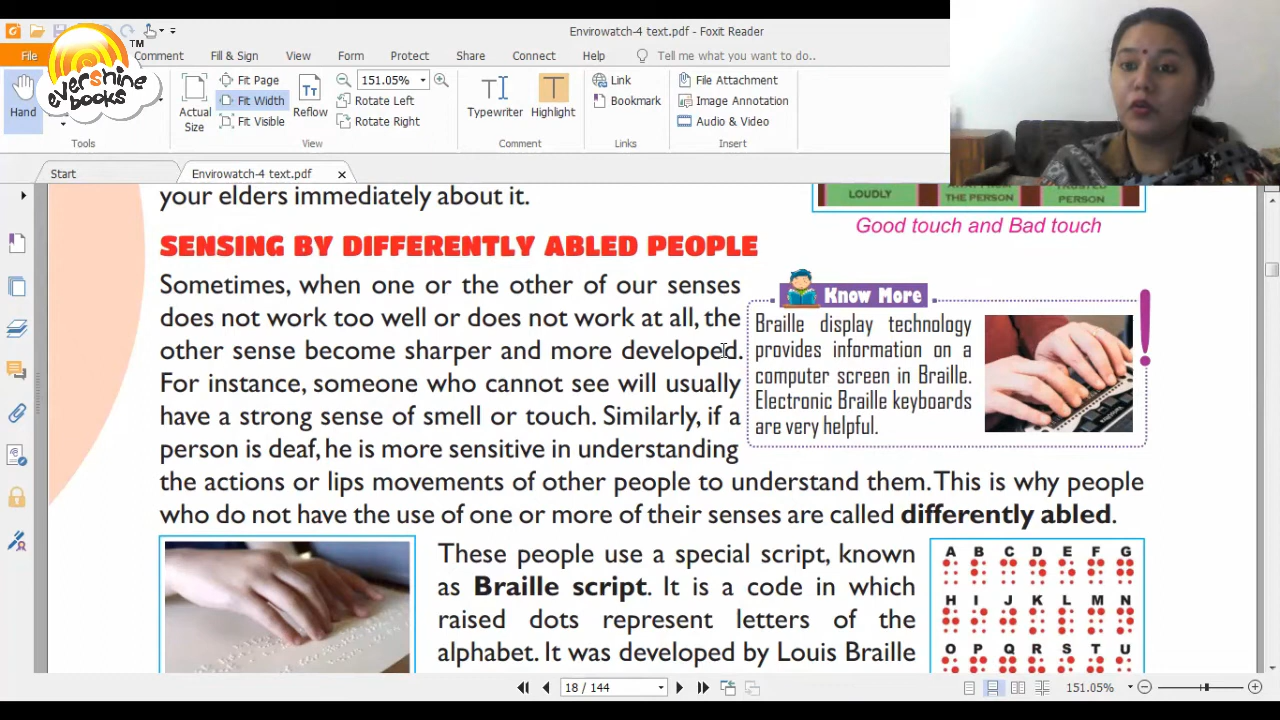 Envirowatch-4 text.pdf - Foxit Reader
File
Comment
Fill & Sign
View
Form
Protect
Share
Connect
Help
Tell me what you want to do..
evershine
books
TM
Hand
Actual
Size
Fit Page
Fit Width
Fit Visible
Reflow
151.05%
Rotate Left
Rotate Right
Typewriter
Highlight
Link
Bookmark
File Attachment
Image Annotation
Audio & Video
Tools
View
Comment
Links
Insert
Start
Envirowatch-4 text.pdf
your elders immediately about it.
LOUDLY
THE PERSON
PERSON
Good touch and Bad touch
SENSING BY DIFFERENTLY ABLED PEOPLE
Sometimes, when one or the other of our senses
does not work too well or does not work at all, the
other sense become sharper and more developed.
For instance, someone who cannot see will usually
have a strong sense of smell or touch. Similarly, if a
person is deaf, he is more sensitive in understanding
the actions or lips movements of other people to understand them. This is why people
who do not have the use of one or more of their senses are called differently abled.
Know More
Braille display technology
provides information on a
computer screen in Braille.
Electronic Braille keyboards
are very helpful.
These people use a special script, known
as Braille script. It is a code in which
raised dots represent letters of the
alphabet. It was developed by Louis Braille
A B C D E F G
H I J K L M N
O P Q R S T U
18 / 144
151.05%